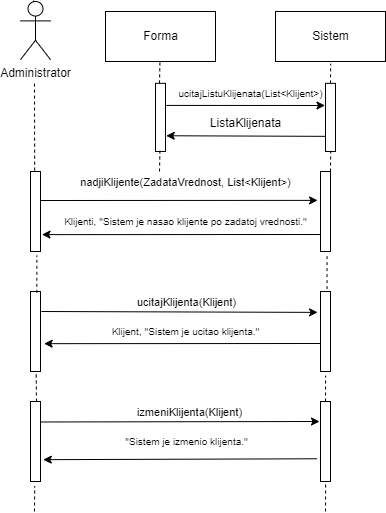 Forma
Sistem
Administrator
ucitajListuKlijenata(List<Klijent>)
ListaKlijenata
nadjiKlijente(ZadataVrednost, List<Klijent>)
Klijenti, "Sistem je nasao klijente po zadatoj vrednosti."
ucitajKlijenta(Klijent)
Klijent, "Sistem je ucitao klijenta."
izmeniKlijenta(Klijent)
"Sistem je izmenio klijenta."